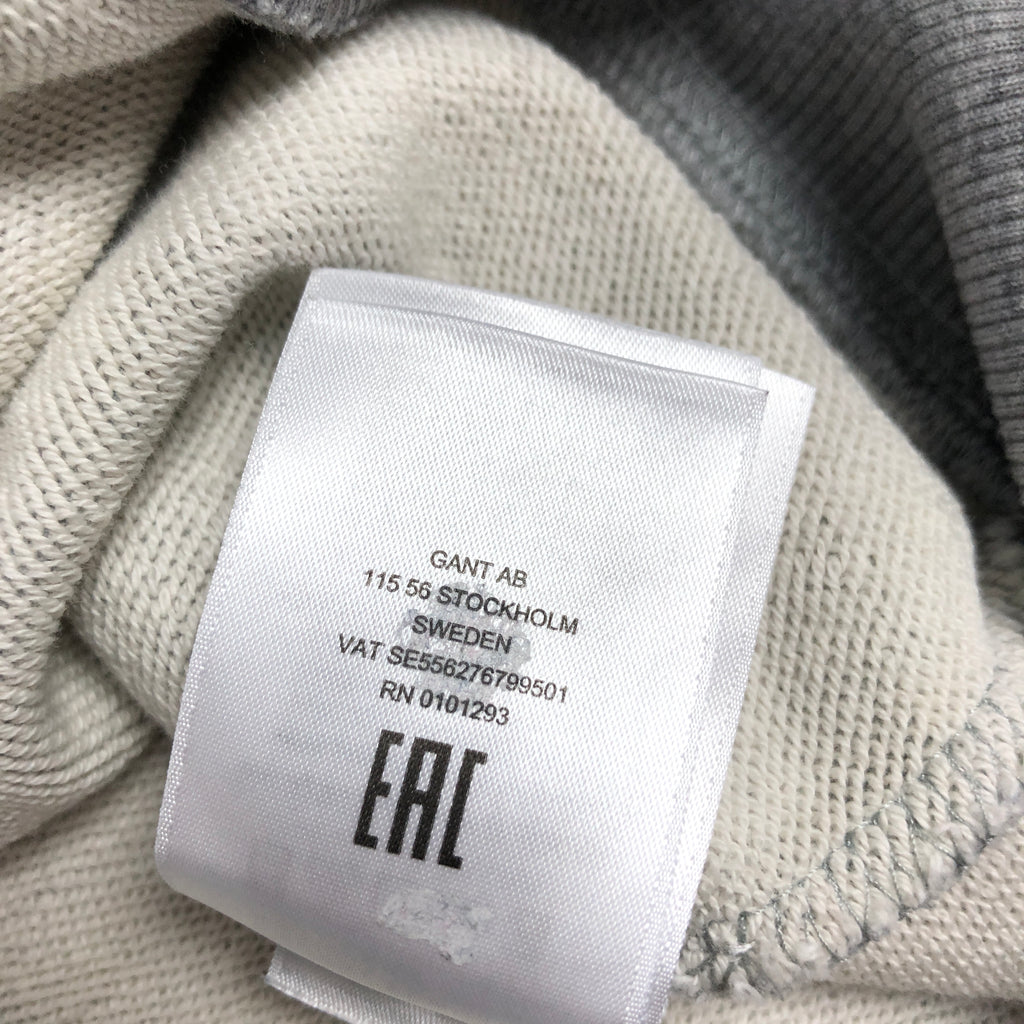 GANT AB
115 56 STOCKHOLM
SWEDEN
VAT SE556276799501
RN 0101293
EAC